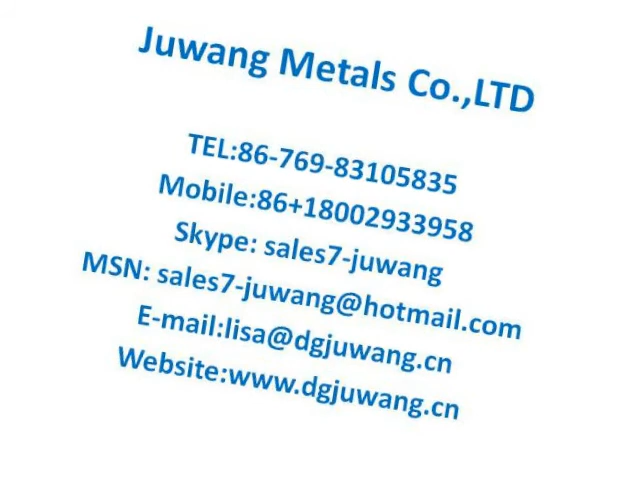 Juwang Metals Co.,LTD
TEL:86-769-83105835
Mobile:86+18002933958
Skype: sales7-juwang
MSN: sales7-juwang@hotmail.com
E-mail:lisa@dgjuwang.cn
Website:www.dgjuwang.cn